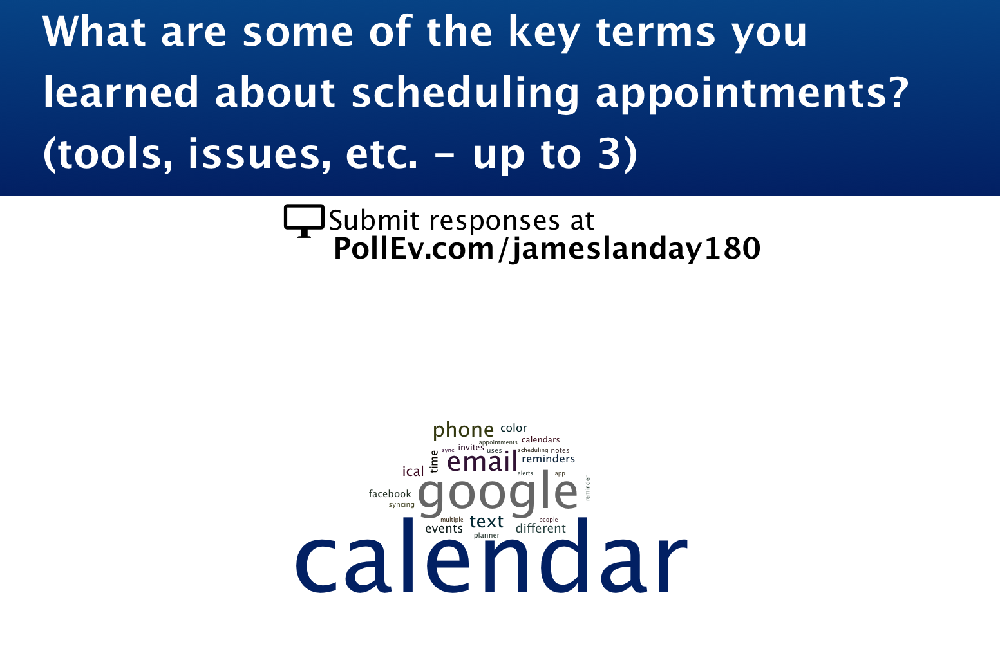 What are some of the key terms you
learned about scheduling appointments?
(tools, issues, etc. – up to 3)
Submit responses at
PollEv.com/jameslanday180
phone color
appointments calendars
sync invites uses scheduling notes
time email reminders
ical alerts app
facebook google reminder
syncing
multiple text people
events different
planner
calendar